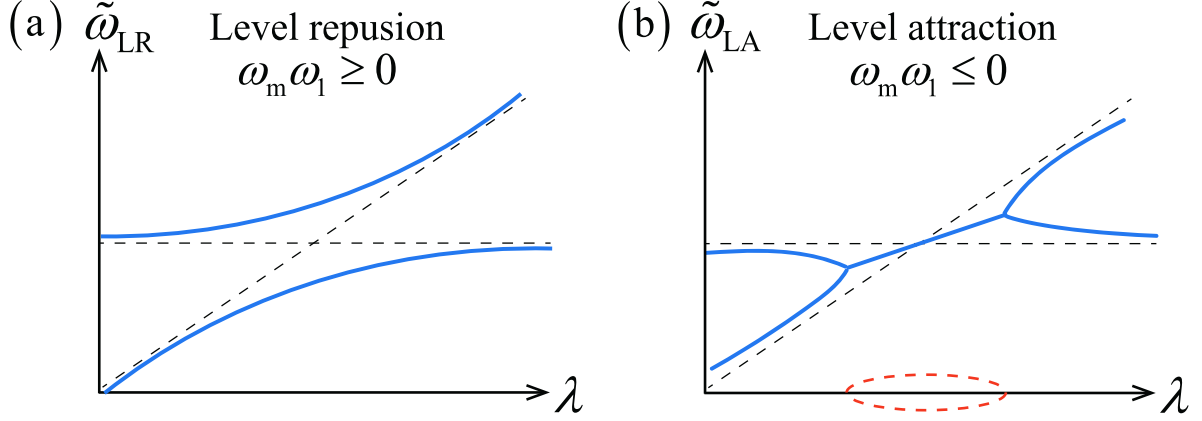 (a) ω̃LR Level repusion
ωmωl ≥ 0
λ
(b) ω̃LA Level attraction
ωmωl ≤ 0
λ